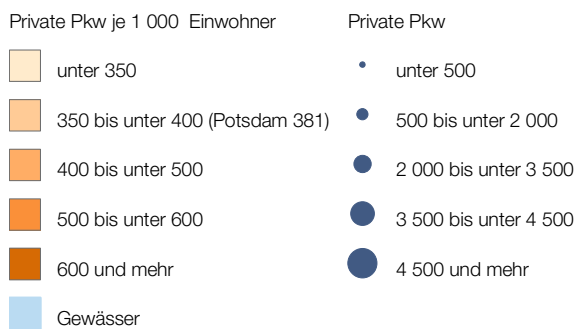 Private Pkw je 1 000 Einwohner
unter 350
350 bis unter 400 (Potsdam 381)
400 bis unter 500
500 bis unter 600
600 und mehr
Gewässer
Private Pkw
unter 500
500 bis unter 2 000
2 000 bis unter 3 500
3 500 bis unter 4 500
4 500 und mehr